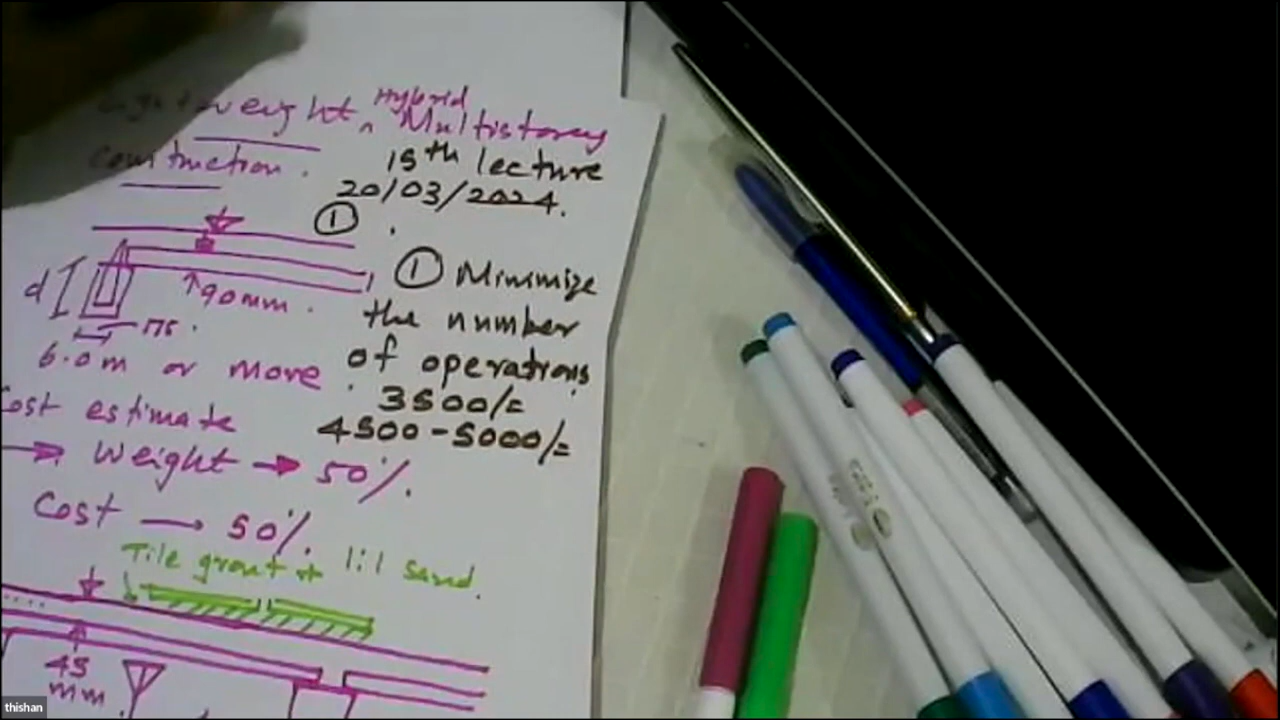 weight ^ Hybrid Multistorey
construction. 15th lecture
20/03/2024.
①
① Minimize
the number
of operations
d
90mm.
175.
6.0m or more
3500/=
4500-5000/=
Cost estimate
→ Weight → 50%.
Cost → 50%.
Tile grout + 1:1 sand.
45
mm
thishan